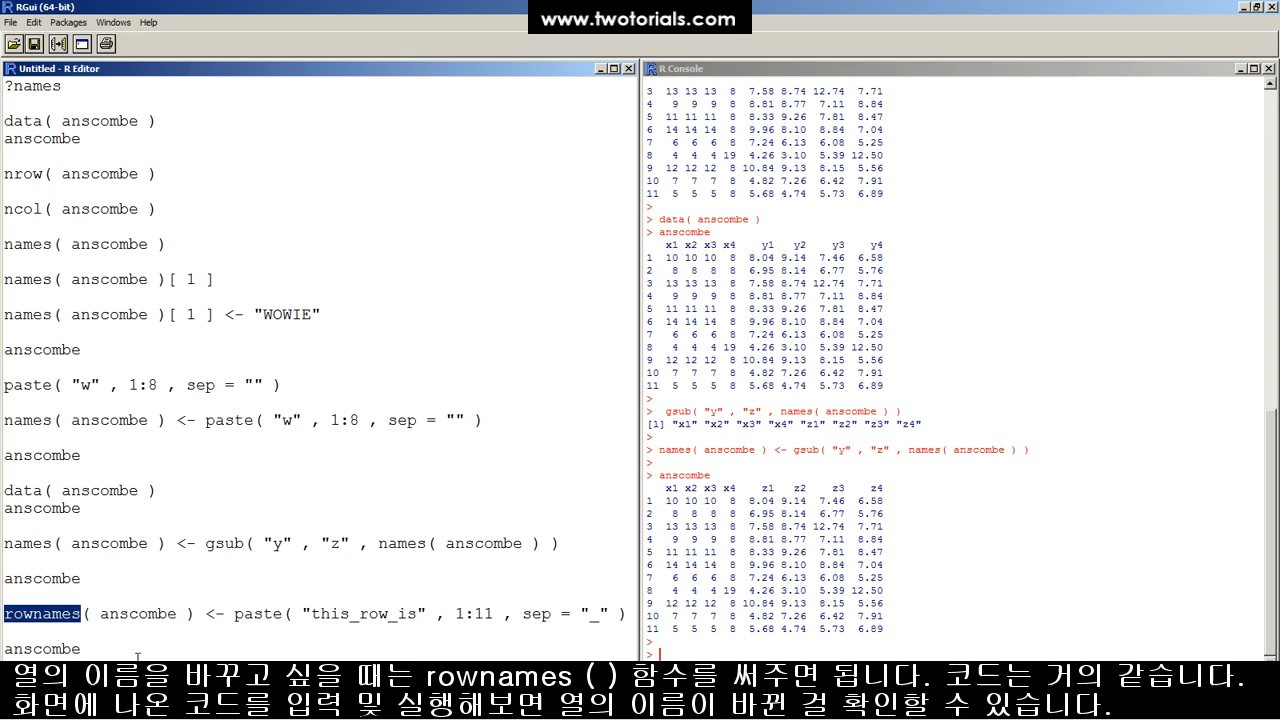 RGui (64-bit)
www.twotorials.com
File Edit Packages Windows Help
Untitled - R Editor
?names
data( anscombe )
anscombe
nrow( anscombe )
ncol( anscombe )
names( anscombe )
names( anscombe )[ 1 ]
names( anscombe )[ 1 ] <- "WOWIE"
anscombe
paste( "w" , 1:8 , sep = "" )
names( anscombe ) <- paste( "w" , 1:8 , sep = "" )
anscombe
data( anscombe )
anscombe
names( anscombe ) <- gsub( "y" , "z" , names( anscombe ) )
anscombe
rownames( anscombe ) <- paste( "this_row_is" , 1:11 , sep = "_" )
anscombe
R Console
3 13 13 13 8 7.58 8.74 12.74 7.71
4 9 9 9 8 8.81 8.77 7.11 8.84
5 11 11 11 8 8.33 9.26 7.81 8.47
6 14 14 14 8 9.96 8.10 8.84 7.04
7 6 6 6 8 7.24 6.13 6.08 5.25
8 4 4 4 19 4.26 3.10 5.39 12.50
9 12 12 12 8 10.84 9.13 8.15 5.56
10 7 7 7 8 4.82 7.26 6.42 7.91
11 5 5 5 8 5.68 4.74 5.73 6.89
>
> data( anscombe )
> anscombe
x1 x2 x3 x4 y1 y2 y3 y4
1 10 10 10 8 8.04 9.14 7.46 6.58
2 8 8 8 8 6.95 8.14 6.77 5.76
3 13 13 13 8 7.58 8.74 12.74 7.71
4 9 9 9 8 8.81 8.77 7.11 8.84
5 11 11 11 8 8.33 9.26 7.81 8.47
6 14 14 14 8 9.96 8.10 8.84 7.04
7 6 6 6 8 7.24 6.13 6.08 5.25
8 4 4 4 19 4.26 3.10 5.39 12.50
9 12 12 12 8 10.84 9.13 8.15 5.56
10 7 7 7 8 4.82 7.26 6.42 7.91
11 5 5 5 8 5.68 4.74 5.73 6.89
>
> gsub( "y" , "z" , names( anscombe ) )
[1] "x1" "x2" "x3" "x4" "z1" "z2" "z3" "z4"
>
> names( anscombe ) <- gsub( "y" , "z" , names( anscombe ) )
>
> anscombe
x1 x2 x3 x4 z1 z2 z3 z4
1 10 10 10 8 8.04 9.14 7.46 6.58
2 8 8 8 8 6.95 8.14 6.77 5.76
3 13 13 13 8 7.58 8.74 12.74 7.71
4 9 9 9 8 8.81 8.77 7.11 8.84
5 11 11 11 8 8.33 9.26 7.81 8.47
6 14 14 14 8 9.96 8.10 8.84 7.04
7 6 6 6 8 7.24 6.13 6.08 5.25
8 4 4 4 19 4.26 3.10 5.39 12.50
9 12 12 12 8 10.84 9.13 8.15 5.56
10 7 7 7 8 4.82 7.26 6.42 7.91
11 5 5 5 8 5.68 4.74 5.73 6.89
>
>
열의 이름을 바꾸고 싶을 때는 rownames ( ) 함수를 써주면 됩니다. 코드는 거의 같습니다.
화면에 나온 코드를 입력 및 실행해보면 열의 이름이 바뀐 걸 확인할 수 있습니다.